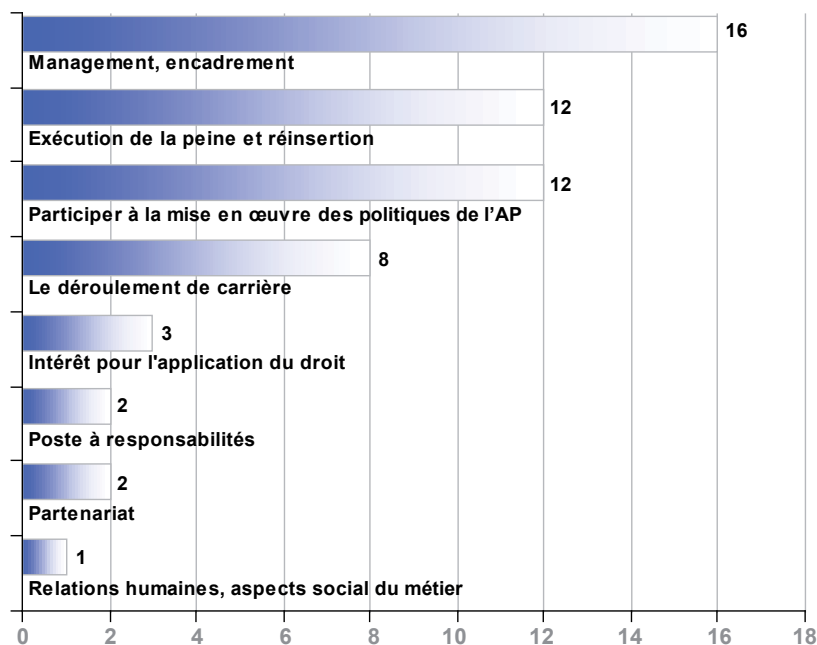 16
Management, encadrement
12
Exécution de la peine et réinsertion
12
Participer à la mise en œuvre des politiques de l'AP
8
Le déroulement de carrière
3
Intérêt pour l'application du droit
2
Poste à responsabilités
2
Partenariat
1
Relations humaines, aspects social du métier
0 2 4 6 8 10 12 14 16 18